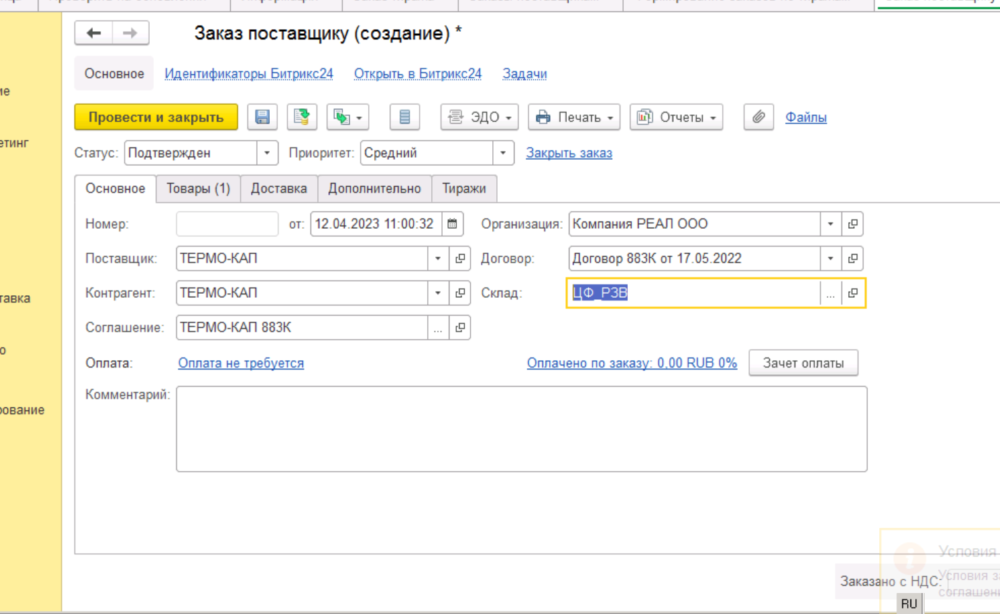 Заказ поставщику (создание) *
Основное Идентификаторы Битрикс24 Открыть в Битрикс24 Задачи
ие
Провести и закрыть ЭДО Печать Отчеты Файлы
етинг
Статус: Подтвержден Приоритет: Средний Закрыть заказ
Основное Товары (1) Доставка Дополнительно Тиражи
Номер: от: 12.04.2023 11:00:32 Организация: Компания РЕАЛ ООО
Поставщик: ТЕРМО-КАП Договор: Договор 883К от 17.05.2022
тавка
Контрагент: ТЕРМО-КАП Склад: ЦФ_РЗВ ...
Соглашение: ТЕРМО-КАП 883К ...
о
Оплата: Оплата не требуется Оплачено по заказу: 0,00 RUB 0% Зачет оплаты
Комментарий:
рование
Условия
Заказано с НДС: Условия за
соглашени
RU